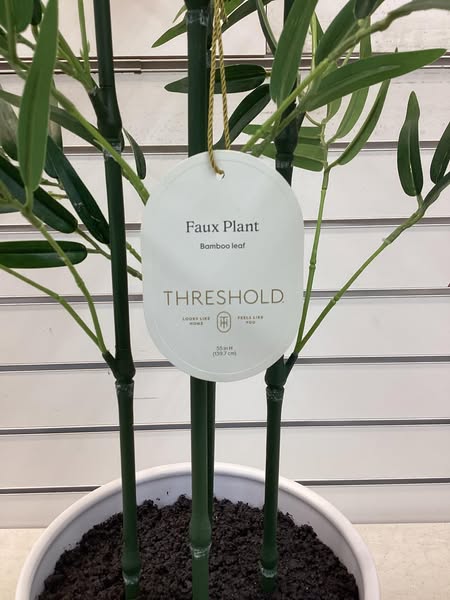 Faux Plant
Bamboo leaf
THRESHOLD
LOOKS LIKE HOME
FEELS LIKE YOU
55 in H
(139.7 cm)